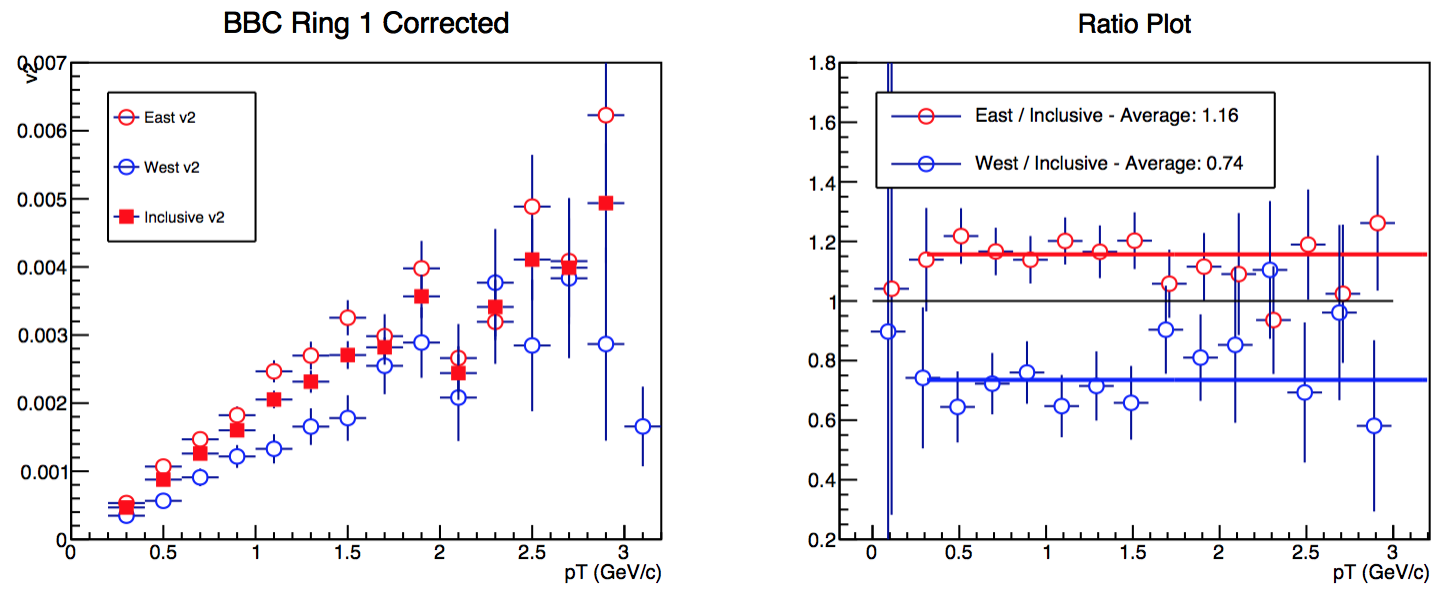 BBC Ring 1 Corrected
v2
0.007
0.006
0.005
0.004
0.003
0.002
0.001
0
East v2
West v2
Inclusive v2
0 0.5 1 1.5 2 2.5 3
pT (GeV/c)
Ratio Plot
1.8
1.6
1.4
1.2
1
0.8
0.6
0.4
0.2
East / Inclusive - Average: 1.16
West / Inclusive - Average: 0.74
0 0.5 1 1.5 2 2.5 3
pT (GeV/c)